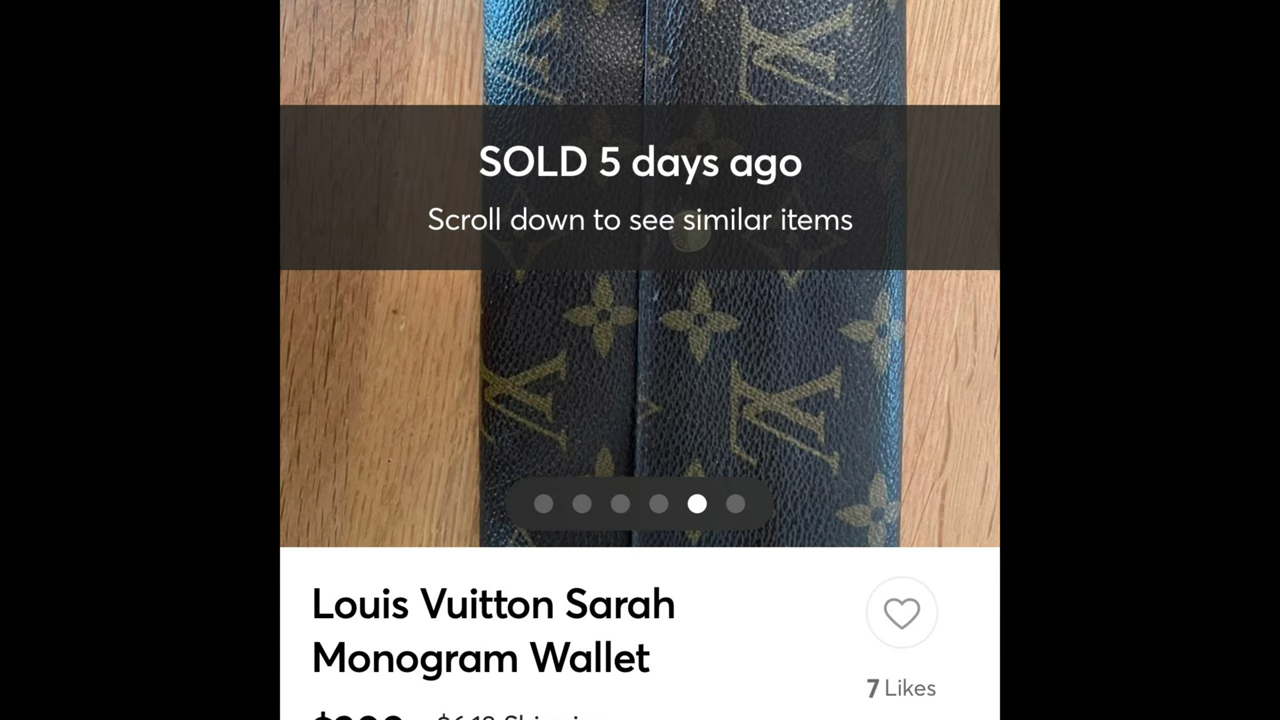 SOLD 5 days ago
Scroll down to see similar items
Louis Vuitton Sarah
Monogram Wallet
7 Likes